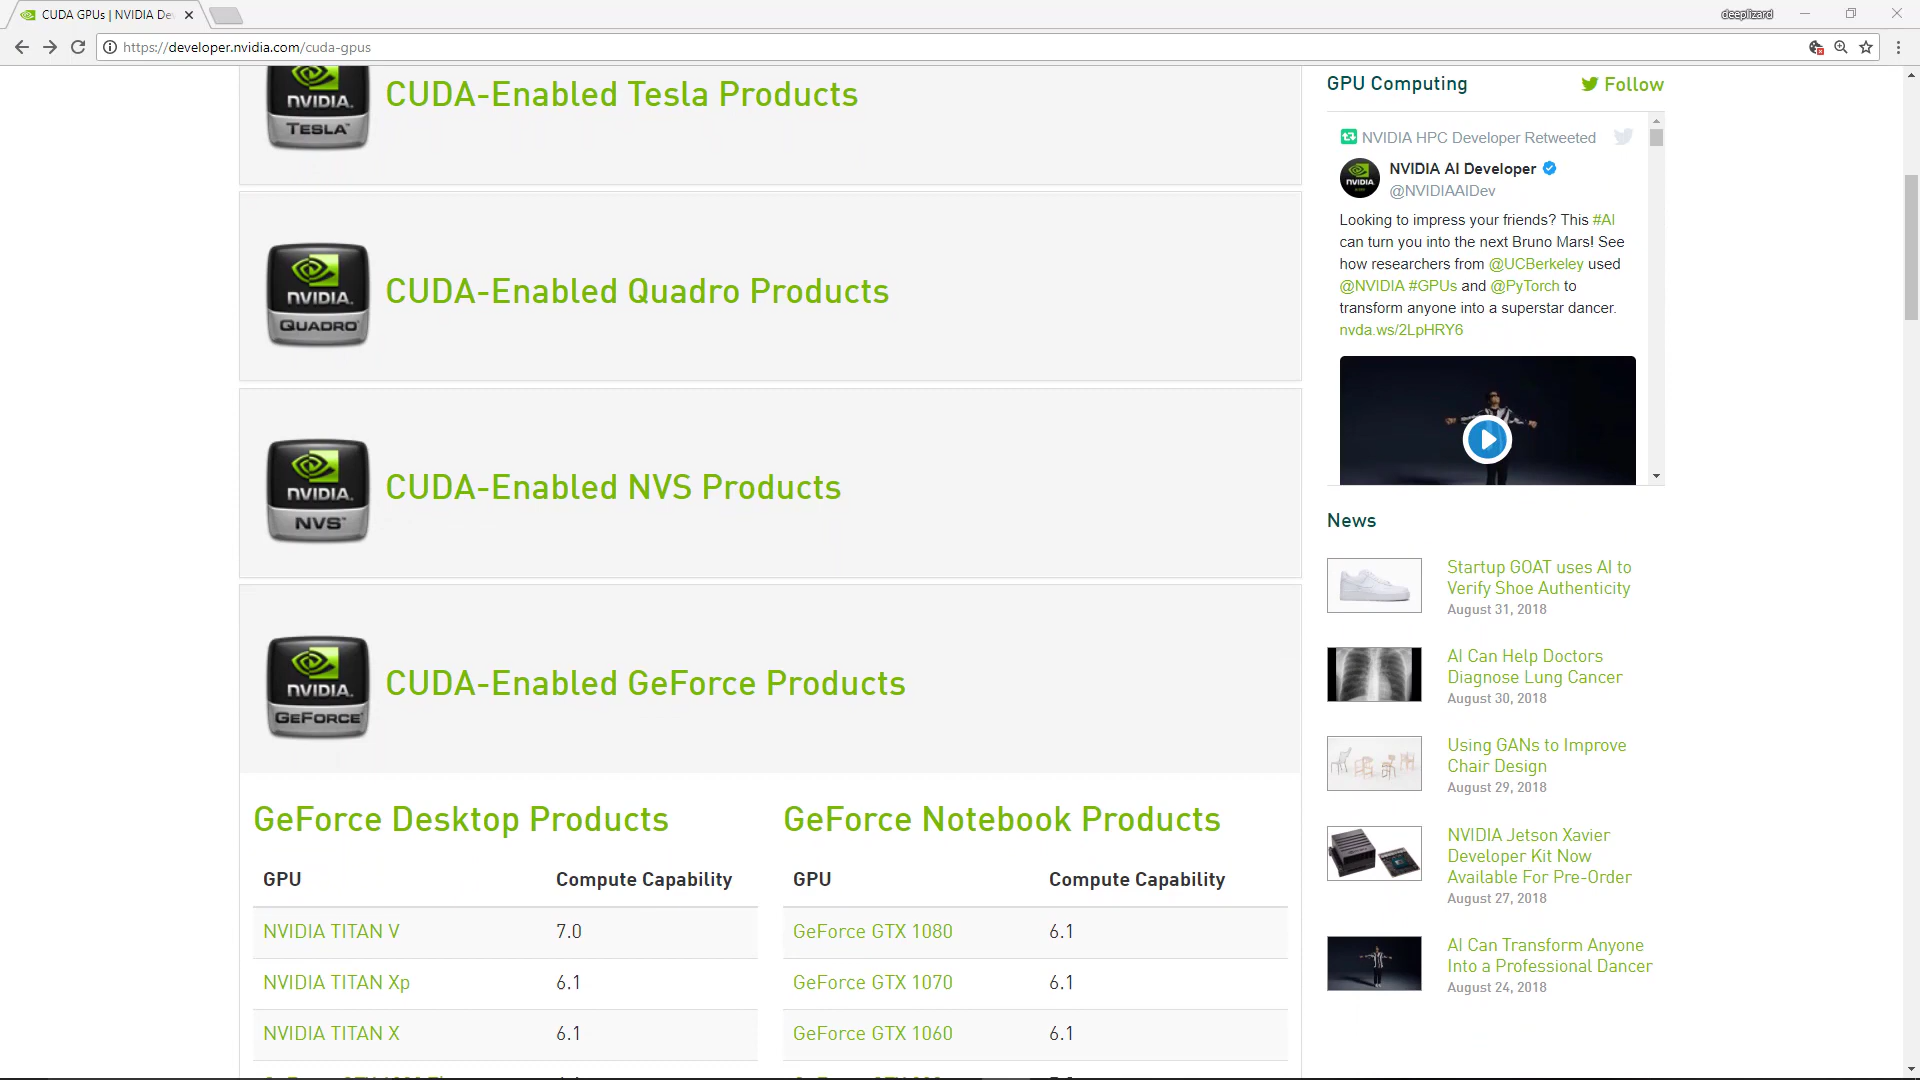 CUDA GPUs | NVIDIA De
deeplizard
https://developer.nvidia.com/cuda-gpus
NVIDIA.
TESLA™
CUDA-Enabled Tesla Products
NVIDIA.
QUADRO
CUDA-Enabled Quadro Products
NVIDIA.
NVS™
CUDA-Enabled NVS Products
NVIDIA.
GEFORCE
CUDA-Enabled GeForce Products
GeForce Desktop Products
GPU Compute Capability
NVIDIA TITAN V 7.0
NVIDIA TITAN Xp 6.1
NVIDIA TITAN X 6.1
GeForce Notebook Products
GPU Compute Capability
GeForce GTX 1080 6.1
GeForce GTX 1070 6.1
GeForce GTX 1060 6.1
GPU Computing
Follow
NVIDIA HPC Developer Retweeted
NVIDIA AI Developer
@NVIDIAAIDev
Looking to impress your friends? This #AI
can turn you into the next Bruno Mars! See
how researchers from @UCBerkeley used
@NVIDIA #GPUs and @PyTorch to
transform anyone into a superstar dancer.
nvda.ws/2LpHRY6
News
Startup GOAT uses AI to
Verify Shoe Authenticity
August 31, 2018
AI Can Help Doctors
Diagnose Lung Cancer
August 30, 2018
Using GANs to Improve
Chair Design
August 29, 2018
NVIDIA Jetson Xavier
Developer Kit Now
Available For Pre-Order
August 27, 2018
AI Can Transform Anyone
Into a Professional Dancer
August 24, 2018